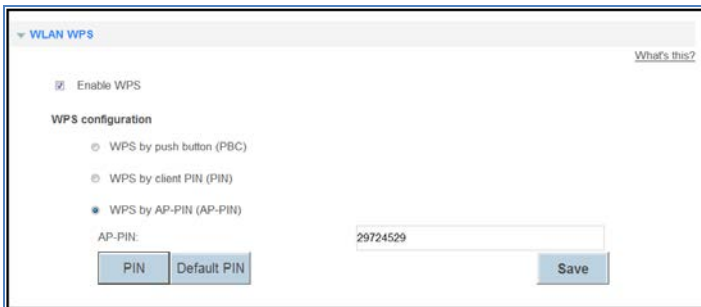 WLAN WPS
What's this?
Enable WPS
WPS configuration
WPS by push button (PBC)
WPS by client PIN (PIN)
WPS by AP-PIN (AP-PIN)
AP-PIN: 29724529
PIN Default PIN Save